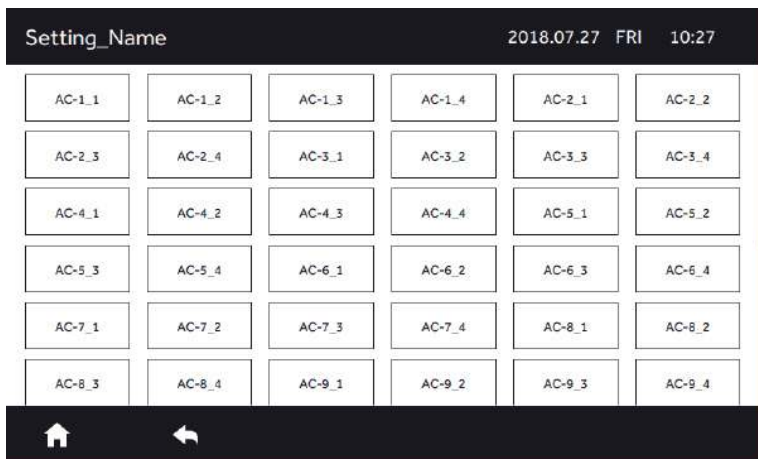 Setting_Name 2018.07.27 FRI 10:27
AC-1_1 AC-1_2 AC-1_3 AC-1_4 AC-2_1 AC-2_2
AC-2_3 AC-2_4 AC-3_1 AC-3_2 AC-3_3 AC-3_4
AC-4_1 AC-4_2 AC-4_3 AC-4_4 AC-5_1 AC-5_2
AC-5_3 AC-5_4 AC-6_1 AC-6_2 AC-6_3 AC-6_4
AC-7_1 AC-7_2 AC-7_3 AC-7_4 AC-8_1 AC-8_2
AC-8_3 AC-8_4 AC-9_1 AC-9_2 AC-9_3 AC-9_4